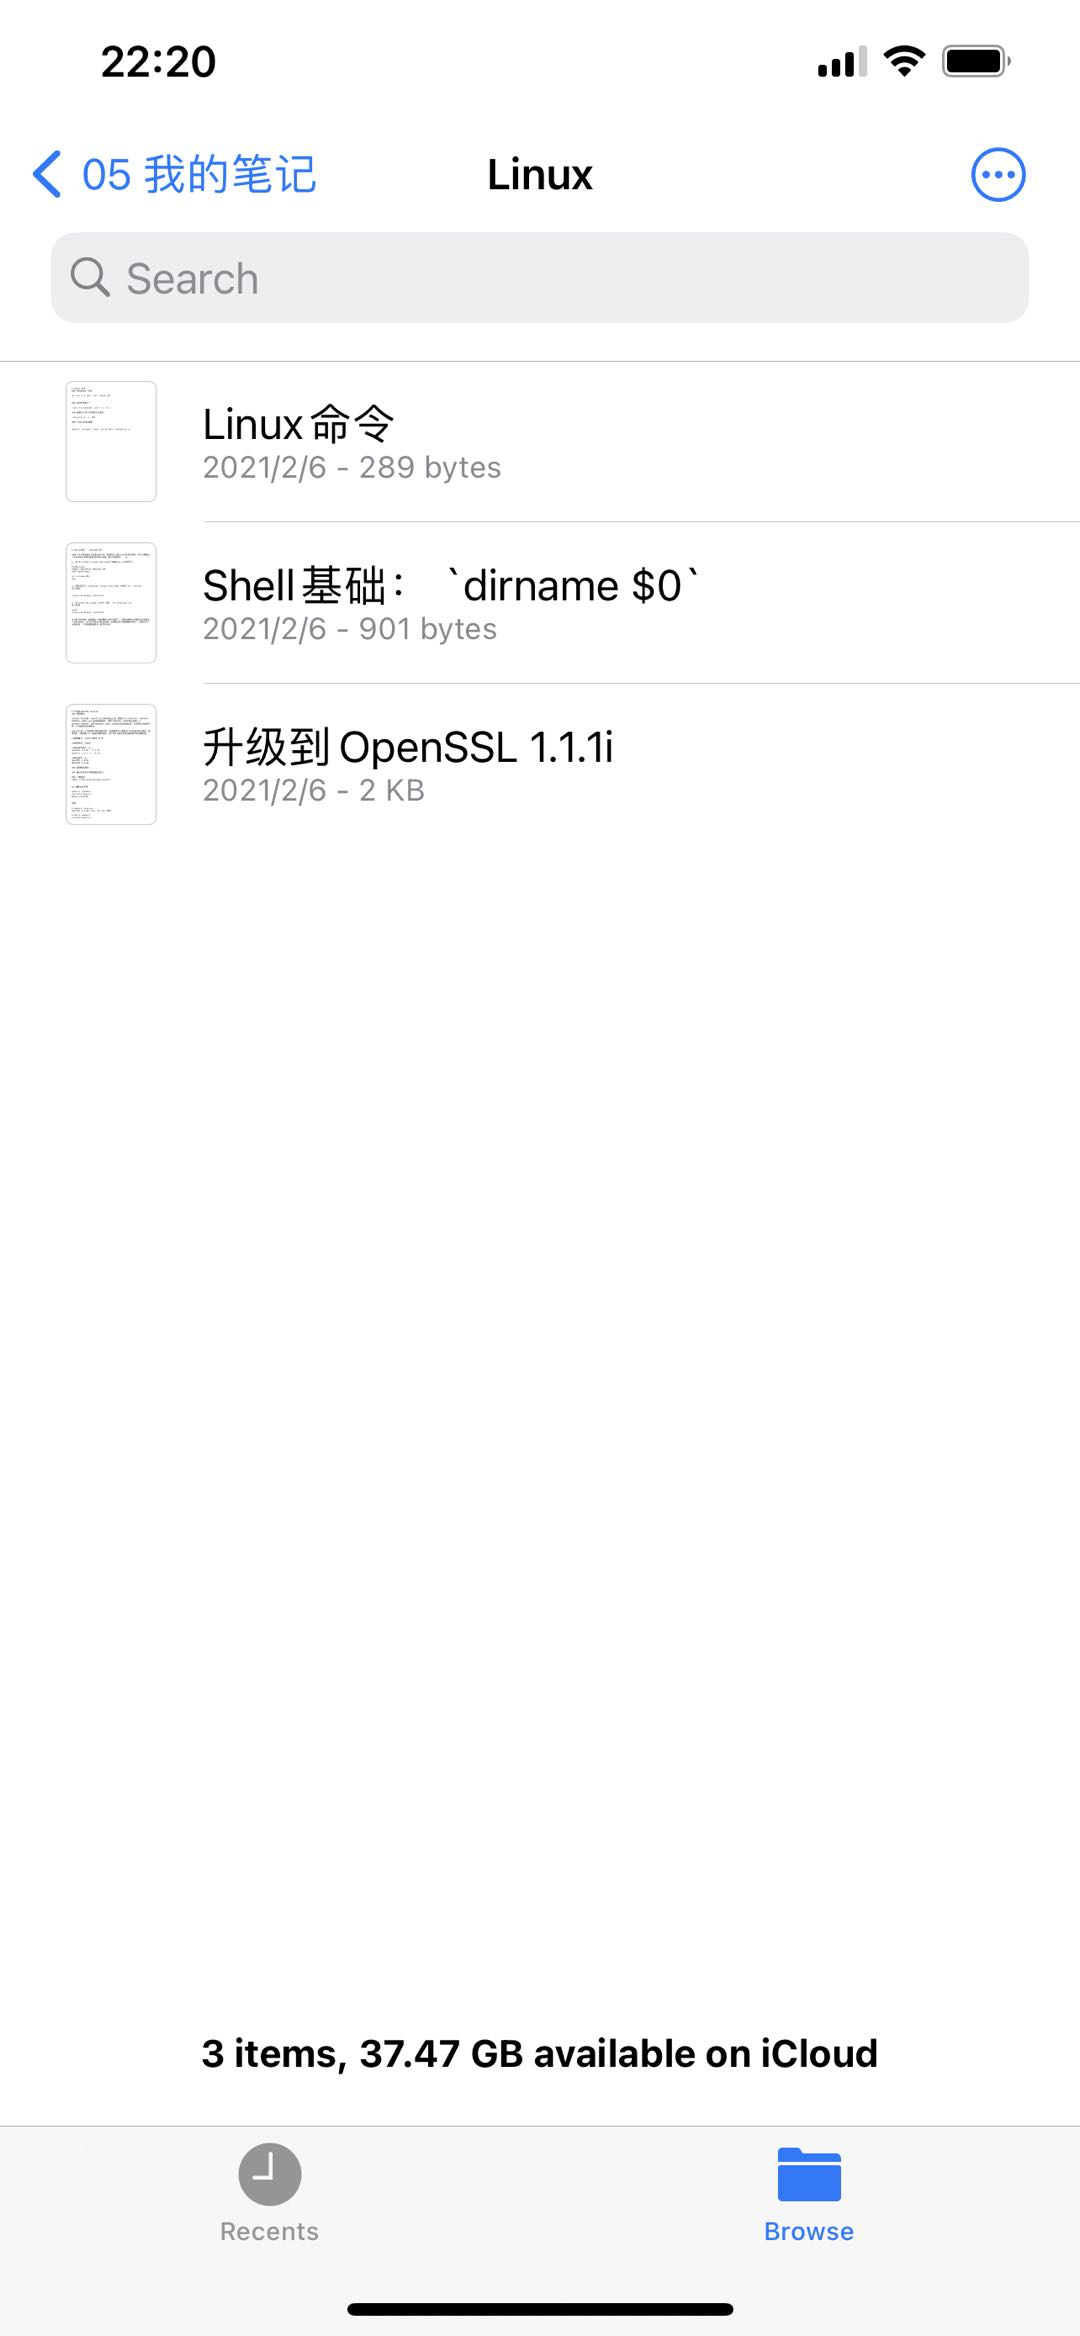 22:20
05 我的笔记
Linux
Search
Linux命令
2021/2/6 - 289 bytes
Shell基础： `dirname $0`
2021/2/6 - 901 bytes
升级到OpenSSL 1.1.1i
2021/2/6 - 2 KB
3 items, 37.47 GB available on iCloud
Recents
Browse